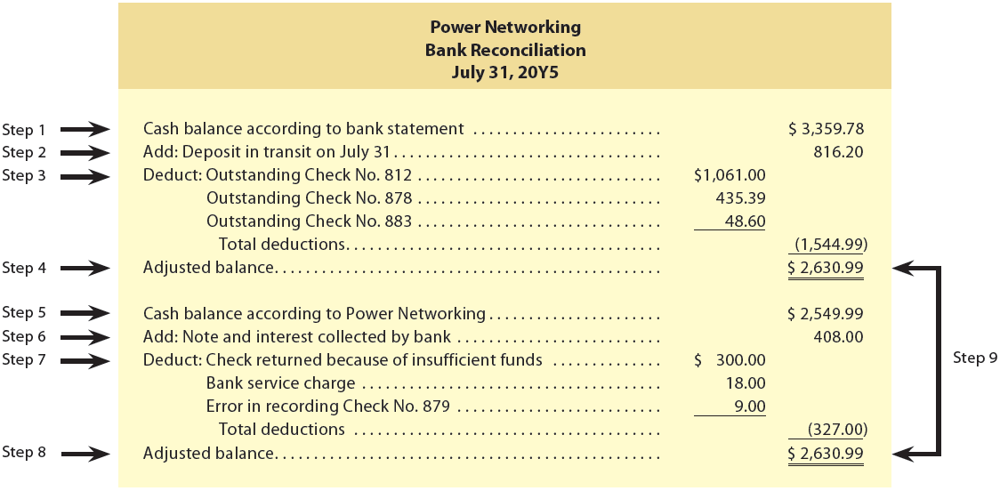 Power Networking
Bank Reconciliation
July 31, 20Y5
Step 1 Cash balance according to bank statement . . . . . . . . . . . . . . . . . . . . . . . . $ 3,359.78
Step 2 Add: Deposit in transit on July 31 . . . . . . . . . . . . . . . . . . . . . . . . . . . . . . . . . . 816.20
Step 3 Deduct: Outstanding Check No. 812 . . . . . . . . . . . . . . . . . . . . . . . . . . . . . . . $1,061.00
Outstanding Check No. 878 . . . . . . . . . . . . . . . . . . . . . . . . . . . . . . . 435.39
Outstanding Check No. 883 . . . . . . . . . . . . . . . . . . . . . . . . . . . . . . . 48.60
Total deductions. . . . . . . . . . . . . . . . . . . . . . . . . . . . . . . . . . . . . . . . . (1,544.99)
Step 4 Adjusted balance. . . . . . . . . . . . . . . . . . . . . . . . . . . . . . . . . . . . . . . . . . . . . . . . . . $ 2,630.99
Step 5 Cash balance according to Power Networking . . . . . . . . . . . . . . . . . . . . . . $ 2,549.99
Step 6 Add: Note and interest collected by bank . . . . . . . . . . . . . . . . . . . . . . . . . . 408.00
Step 7 Deduct: Check returned because of insufficient funds . . . . . . . . . . . . . . $ 300.00
Step 9
Bank service charge . . . . . . . . . . . . . . . . . . . . . . . . . . . . . . . . . . . . . . . 18.00
Error in recording Check No. 879 . . . . . . . . . . . . . . . . . . . . . . . . . . 9.00
Total deductions . . . . . . . . . . . . . . . . . . . . . . . . . . . . . . . . . . . . . . . . (327.00)
Step 8 Adjusted balance. . . . . . . . . . . . . . . . . . . . . . . . . . . . . . . . . . . . . . . . . . . . . . . . . . $ 2,630.99